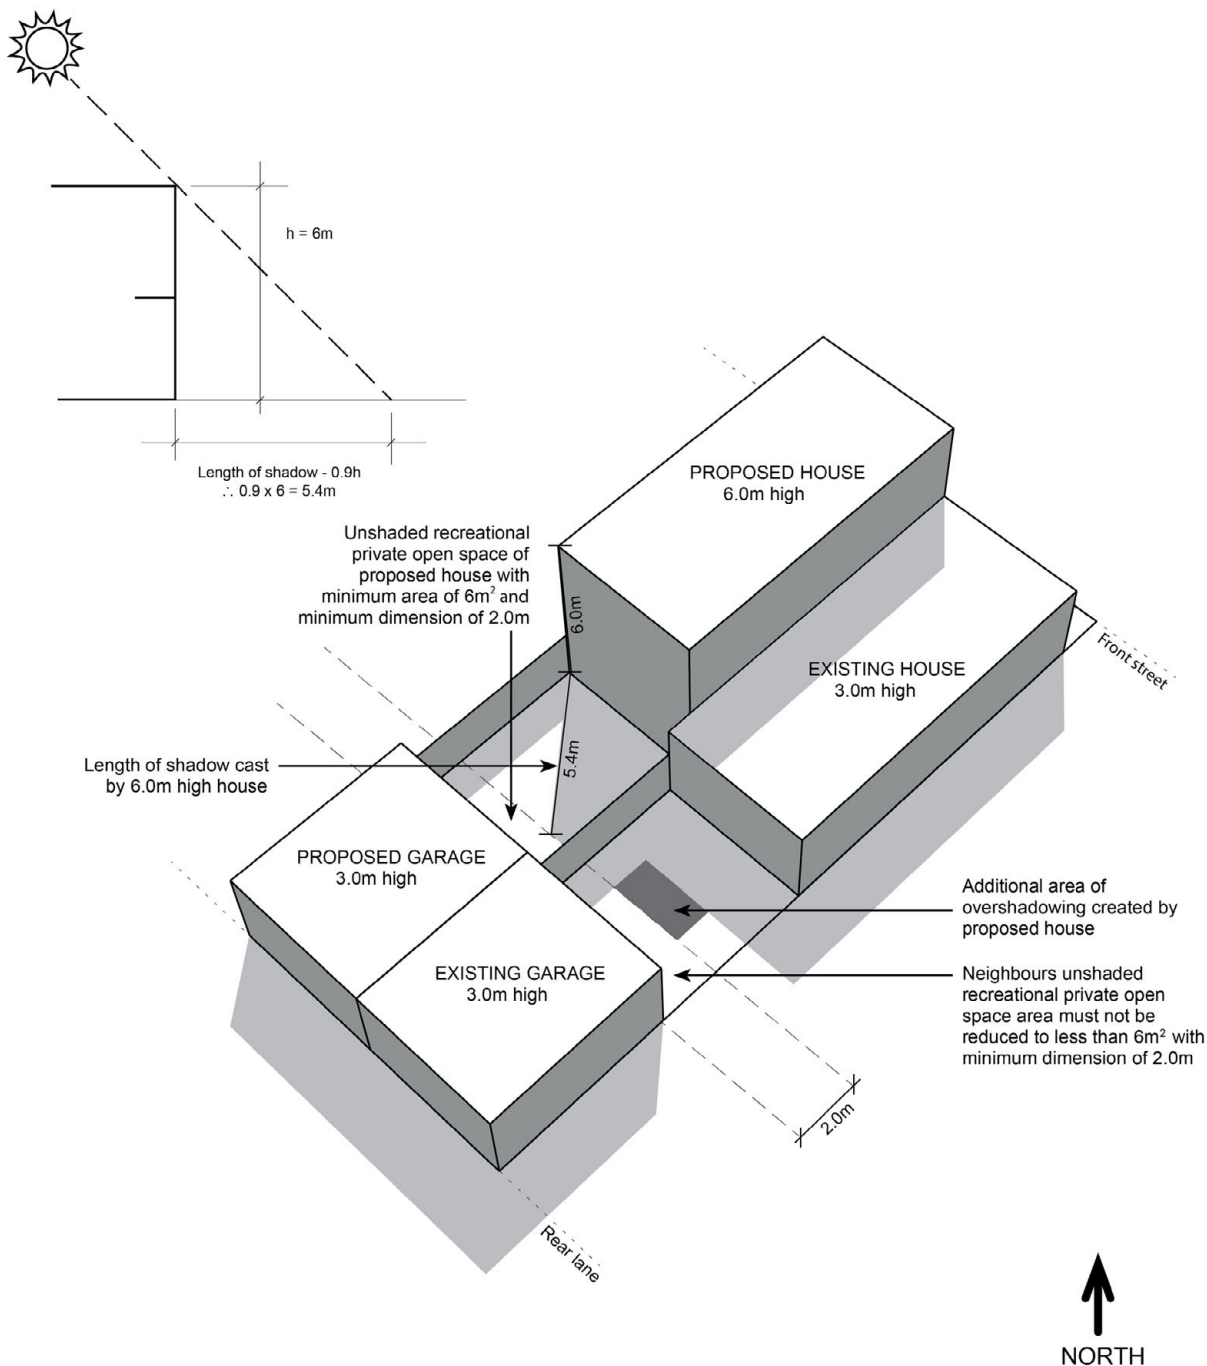 h = 6m
Length of shadow - 0.9h
∴ 0.9 x 6 = 5.4m
PROPOSED HOUSE
6.0m high
Unshaded recreational
private open space of
proposed house with
minimum area of 6m² and
minimum dimension of 2.0m
6.0m
EXISTING HOUSE
3.0m high
Front street
Length of shadow cast
by 6.0m high house
5.4m
PROPOSED GARAGE
3.0m high
EXISTING GARAGE
3.0m high
Additional area of
overshadowing created by
proposed house
Neighbours unshaded
recreational private open
space area must not be
reduced to less than 6m² with
minimum dimension of 2.0m
2.0m
Rear lane
NORTH